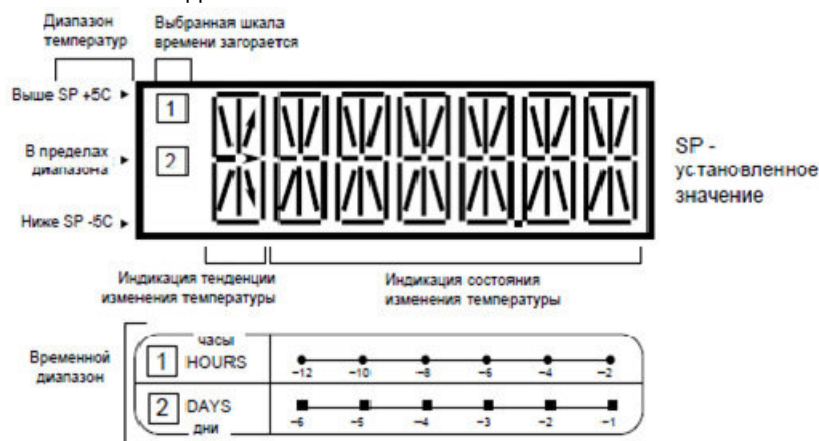 Диапазон
температур
Выбранная шкала
времени загорается
Выше SP +5C
1
В пределах
диапазона
2
Ниже SP -5C
SP -
установленное
значение
Индикация тенденции
изменения температуры
Индикация состояния
изменения температуры
Временной
диапазон
часы
1 HOURS
-12 -10 -8 -6 -4 -2
2 DAYS
дни
-6 -5 -4 -3 -2 -1